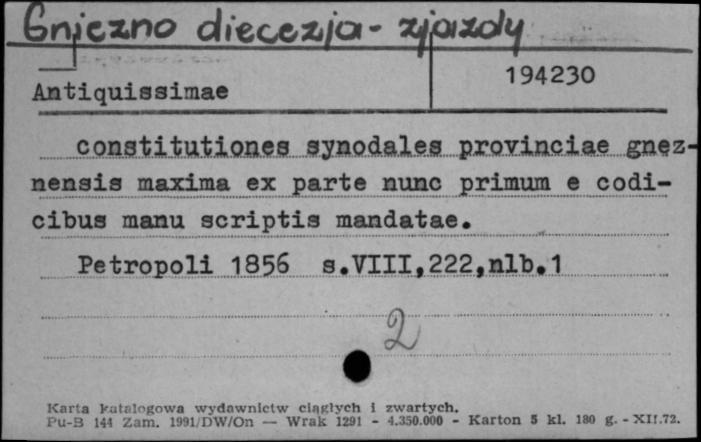 Gniezno diecezja - zjazdy
194230
Antiquissimae
constitutiones synodales provinciae gnez-
nensis maxima ex parte nunc primum e codi-
cibus manu scriptis mandatae.
Petropoli 1856 s.VIII,222,nlb.1
2
Karta katalogowa wydawnictw ciągłych i zwartych.
Pu-B 144 Zam. 1991/DW/On — Wrak 1291 - 4.350.000 - Karton 5 kl. 180 g. - XII.72.